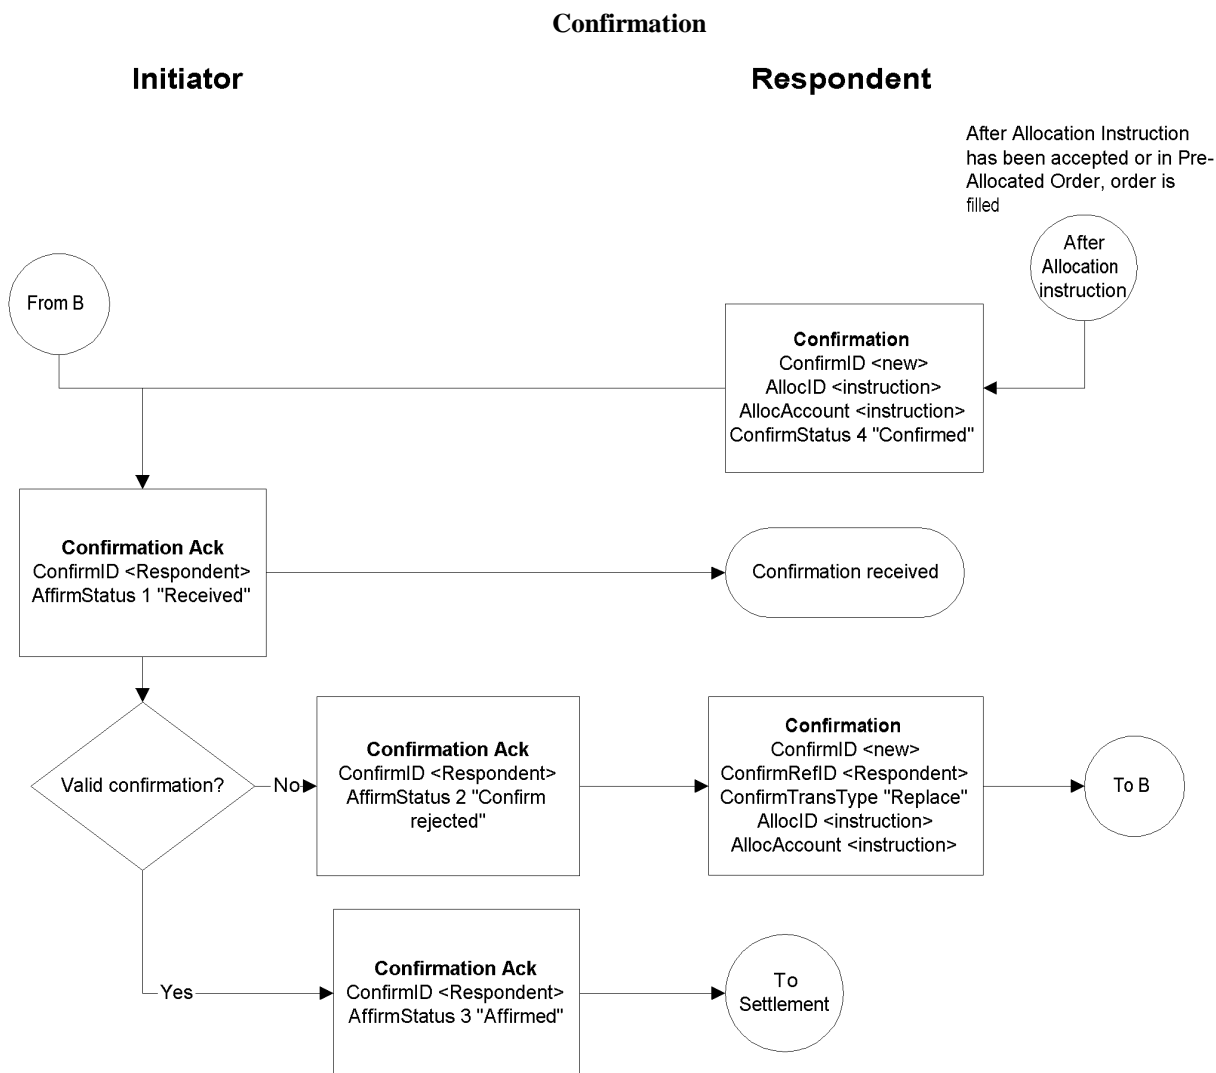 Confirmation
Initiator
Respondent
After Allocation Instruction
has been accepted or in Pre-
Allocated Order, order is
filled
After
Allocation
instruction
From B
Confirmation
ConfirmID <new>
AllocID <instruction>
AllocAccount <instruction>
ConfirmStatus 4 "Confirmed"
Confirmation Ack
ConfirmID <Respondent>
AffirmStatus 1 "Received"
Confirmation received
Valid confirmation?
No
Confirmation Ack
ConfirmID <Respondent>
AffirmStatus 2 "Confirm
rejected"
Confirmation
ConfirmID <new>
ConfirmRefID <Respondent>
ConfirmTransType "Replace"
AllocID <instruction>
AllocAccount <instruction>
To B
Yes
Confirmation Ack
ConfirmID <Respondent>
AffirmStatus 3 "Affirmed"
To
Settlement